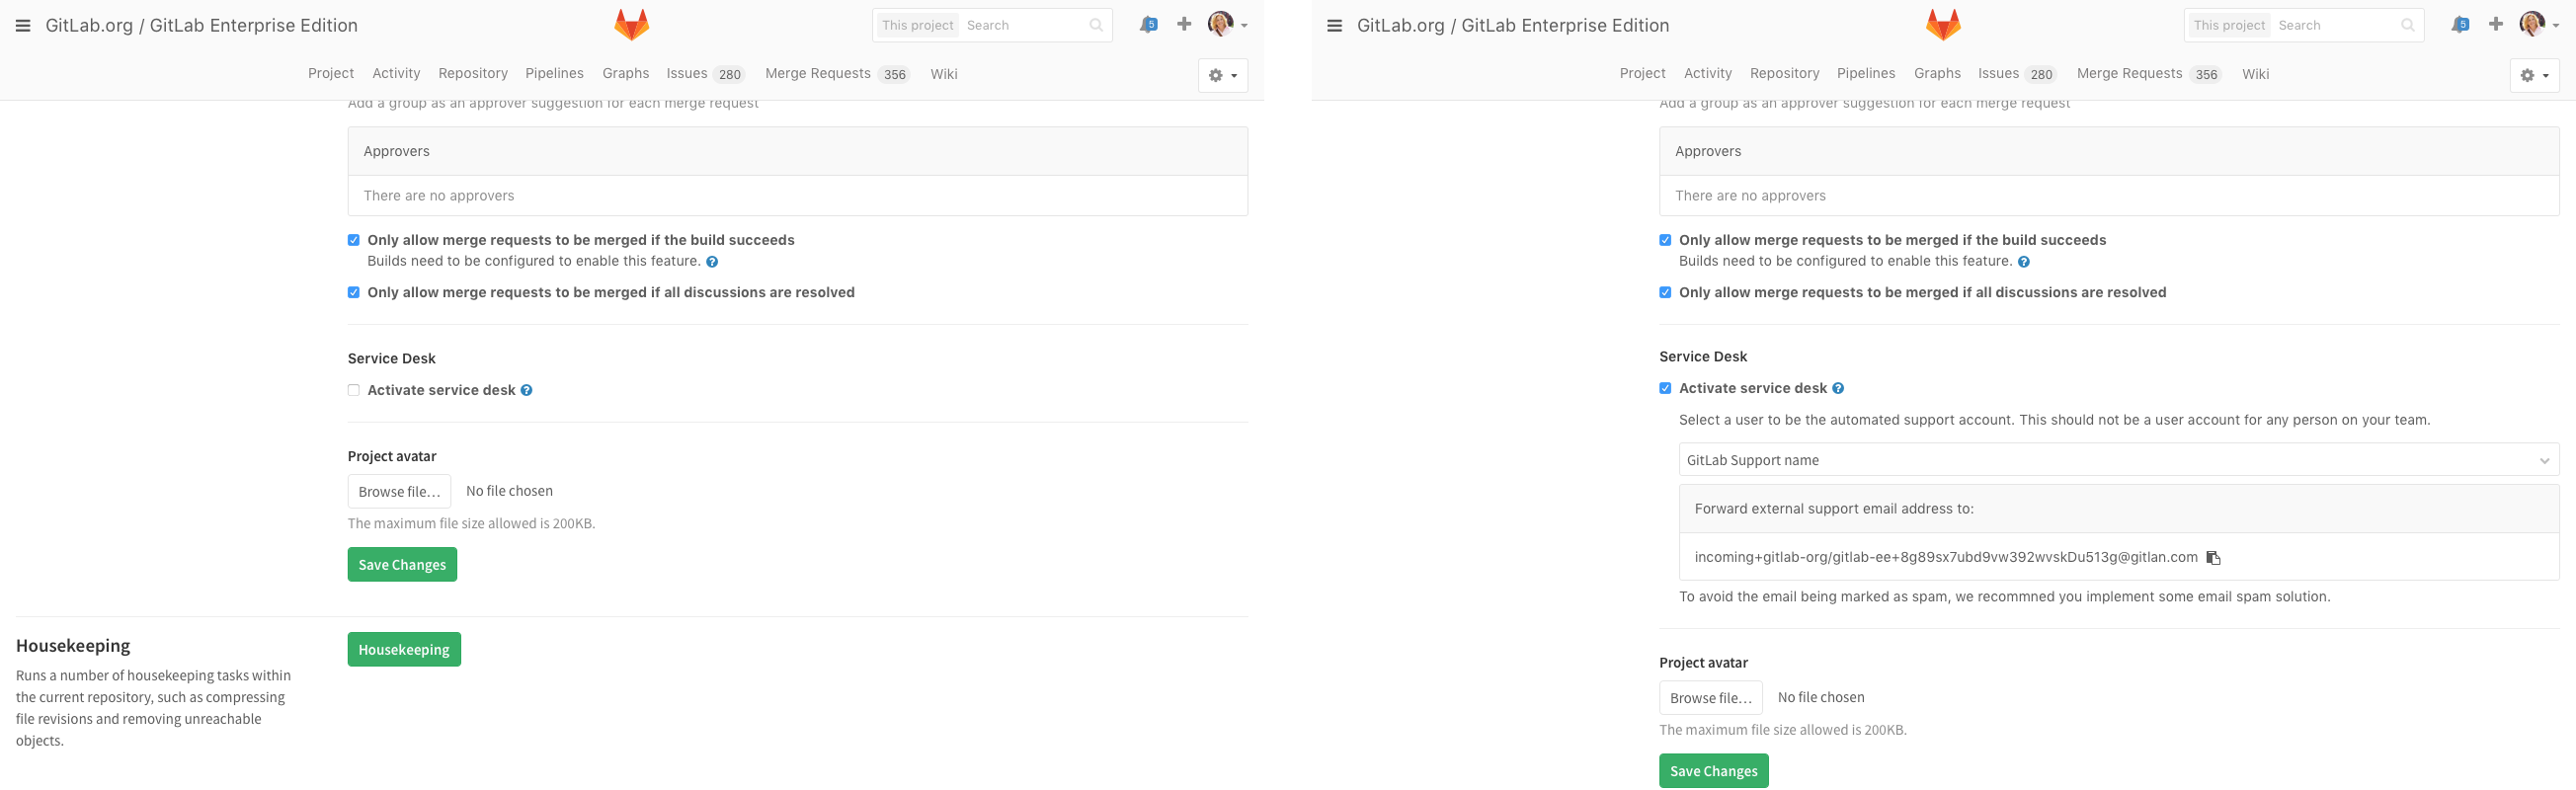 GitLab.org / GitLab Enterprise Edition
This project Search
5
Project Activity Repository Pipelines Graphs Issues 280 Merge Requests 356 Wiki
Add a group as an approver suggestion for each merge request
Approvers
There are no approvers
Only allow merge requests to be merged if the build succeeds
Builds need to be configured to enable this feature. ?
Only allow merge requests to be merged if all discussions are resolved
Service Desk
Activate service desk ?
Project avatar
Browse file... No file chosen
The maximum file size allowed is 200KB.
Save Changes
Housekeeping
Runs a number of housekeeping tasks within
the current repository, such as compressing
file revisions and removing unreachable
objects.
Housekeeping
GitLab.org / GitLab Enterprise Edition
This project Search
5
Project Activity Repository Pipelines Graphs Issues 280 Merge Requests 356 Wiki
Add a group as an approver suggestion for each merge request
Approvers
There are no approvers
Only allow merge requests to be merged if the build succeeds
Builds need to be configured to enable this feature. ?
Only allow merge requests to be merged if all discussions are resolved
Service Desk
Activate service desk ?
Select a user to be the automated support account. This should not be a user account for any person on your team.
GitLab Support name
Forward external support email address to:
incoming+gitlab-org/gitlab-ee+8g89sx7ubd9vw392wvskDu513g@gitlan.com
To avoid the email being marked as spam, we recommned you implement some email spam solution.
Project avatar
Browse file... No file chosen
The maximum file size allowed is 200KB.
Save Changes